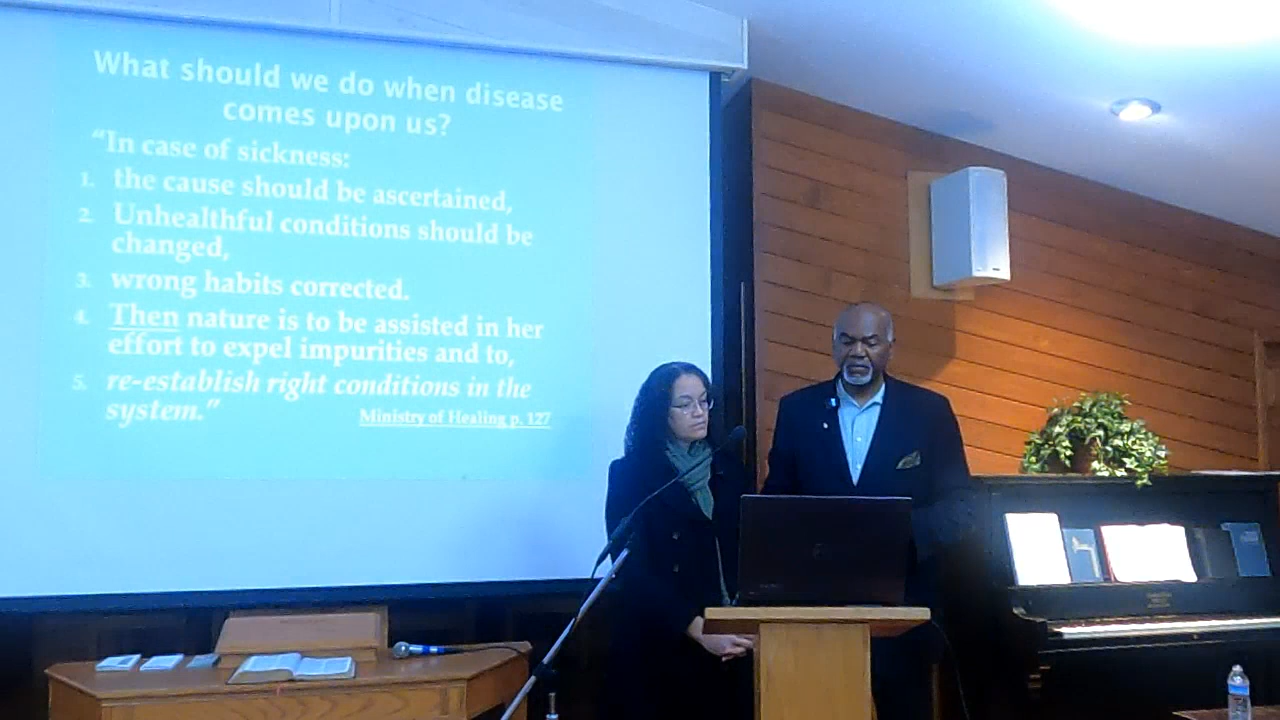 What should we do when disease
comes upon us?
“In case of sickness:
1. the cause should be ascertained,
2. Unhealthful conditions should be
changed,
3. wrong habits corrected.
4. Then nature is to be assisted in her
effort to expel impurities and to,
5. re-establish right conditions in the
system.”
Ministry of Healing p. 127